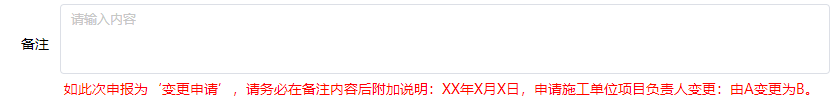 请输入内容
备注
如此次申报为‘变更申请’，请务必在备注内容后附加说明：XX年X月X日，申请施工单位项目负责人变更：由A变更为B。